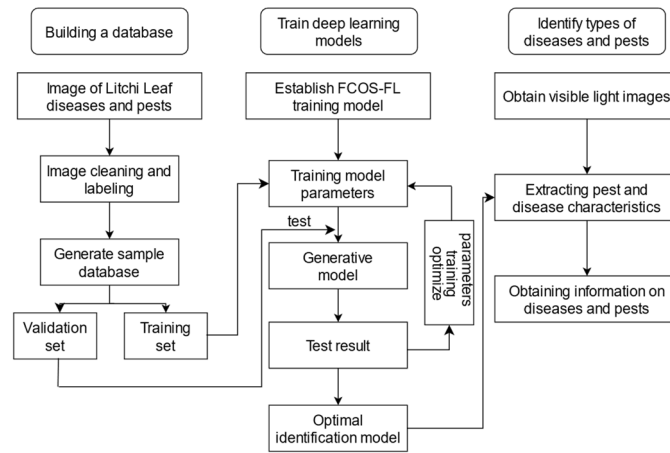 Building a database
Train deep learning
models
Identify types of
diseases and pests
Image of Litchi Leaf
diseases and pests
Image cleaning and
labeling
Generate sample
database
Validation
set
Training
set
Establish FCOS-FL
training model
Training model
parameters
test
Generative
model
parameters
training
optimize
Test result
Optimal
identification model
Obtain visible light images
Extracting pest and
disease characteristics
Obtaining information on
diseases and pests